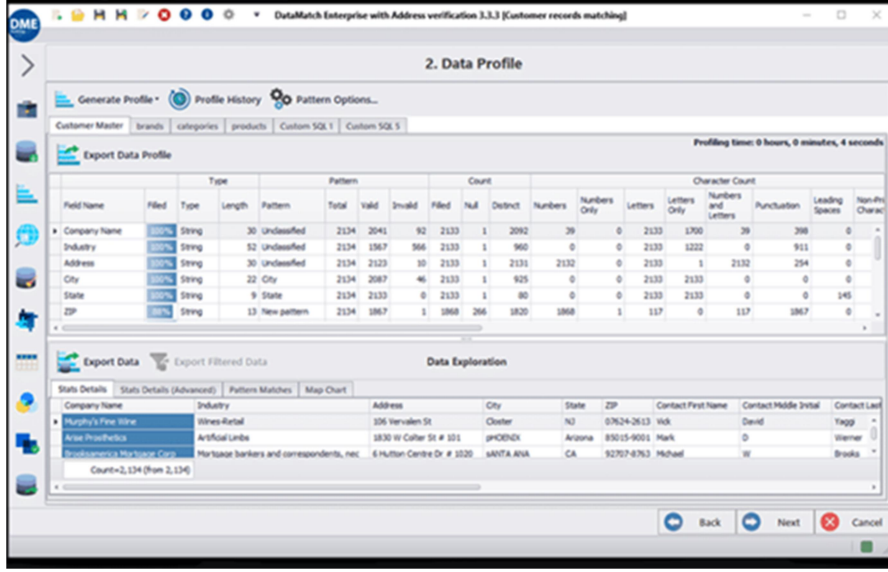 DME
DataMatch Enterprise with Address verification 3.3.3 [Customer records matching]
2. Data Profile
Generate Profile Profile History Pattern Options...
Customer Master brands categories products Custom SQL 1 Custom SQL 5
Profiling time: 0 hours, 0 minutes, 4 seconds
Export Data Profile
Type Pattern Count Character Count
Field Name Filled Type Length Pattern Total Valid Invalid Filled Null Distinct Numbers Numbers Only Letters Letters Only Numbers and Letters Punctuation Leading Spaces Non-Pri Charac
Company Name 100% String 30 Unclassified 2134 2041 92 2133 1 2092 39 0 2133 1700 39 398 0
Industry 100% String 52 Unclassified 2134 1567 566 2133 1 960 0 0 2133 1222 0 911 0
Address 100% String 30 Unclassified 2134 2123 10 2133 1 2131 2132 0 2133 1 2132 254 0
City 100% String 22 City 2134 2087 46 2133 1 925 0 0 2133 2133 0 0 0
State 100% String 9 State 2134 2133 0 2133 1 80 0 0 2133 2133 0 0 145
ZIP 88% String 13 New pattern 2134 1867 1 1868 266 1820 1868 1 117 0 117 1867 0
Export Data Export Filtered Data Data Exploration
Stats Details Stats Details (Advanced) Pattern Matches Map Chart
Company Name Industry Address City State ZIP Contact First Name Contact Middle Initial Contact Last
Murphy's Fine Wine Wines-Retail 106 Vervalen St Closter NJ 07624-2613 Vick David Yaggi
Arise Prosthetics Artificial Limbs 1830 W Colter St # 101 pHOENIX Arizona 85015-9001 Mark D Werner
Brooksamerica Mortgage Corp Mortgage bankers and correspondents, nec 6 Hutton Centre Dr # 1020 sANTA ANA CA 92707-8763 Michael W Brooks
Count=2,134 (from 2,134)
Back Next Cancel